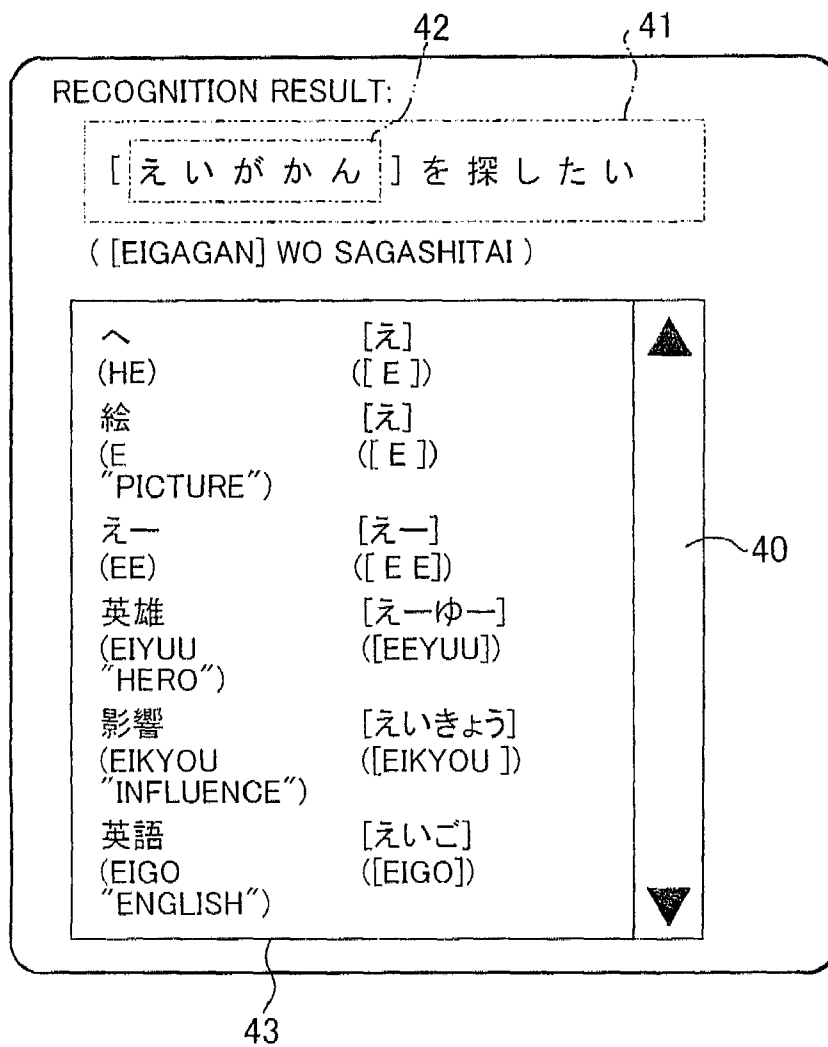 42
41
RECOGNITION RESULT:
[えいがかん]を探したい
( [EIGAGAN] WO SAGASHITAI )
へ [え]
(HE) ([ E ])
絵 [え]
(E ([ E ])
"PICTURE")
えー [えー]
(EE) ([ E E])
40
英雄 [えーゆー]
(EIYUU ([EEYUU])
"HERO")
影響 [えいきょう]
(EIKYOU ([EIKYOU ])
"INFLUENCE")
英語 [えいご]
(EIGO ([EIGO])
"ENGLISH")
43